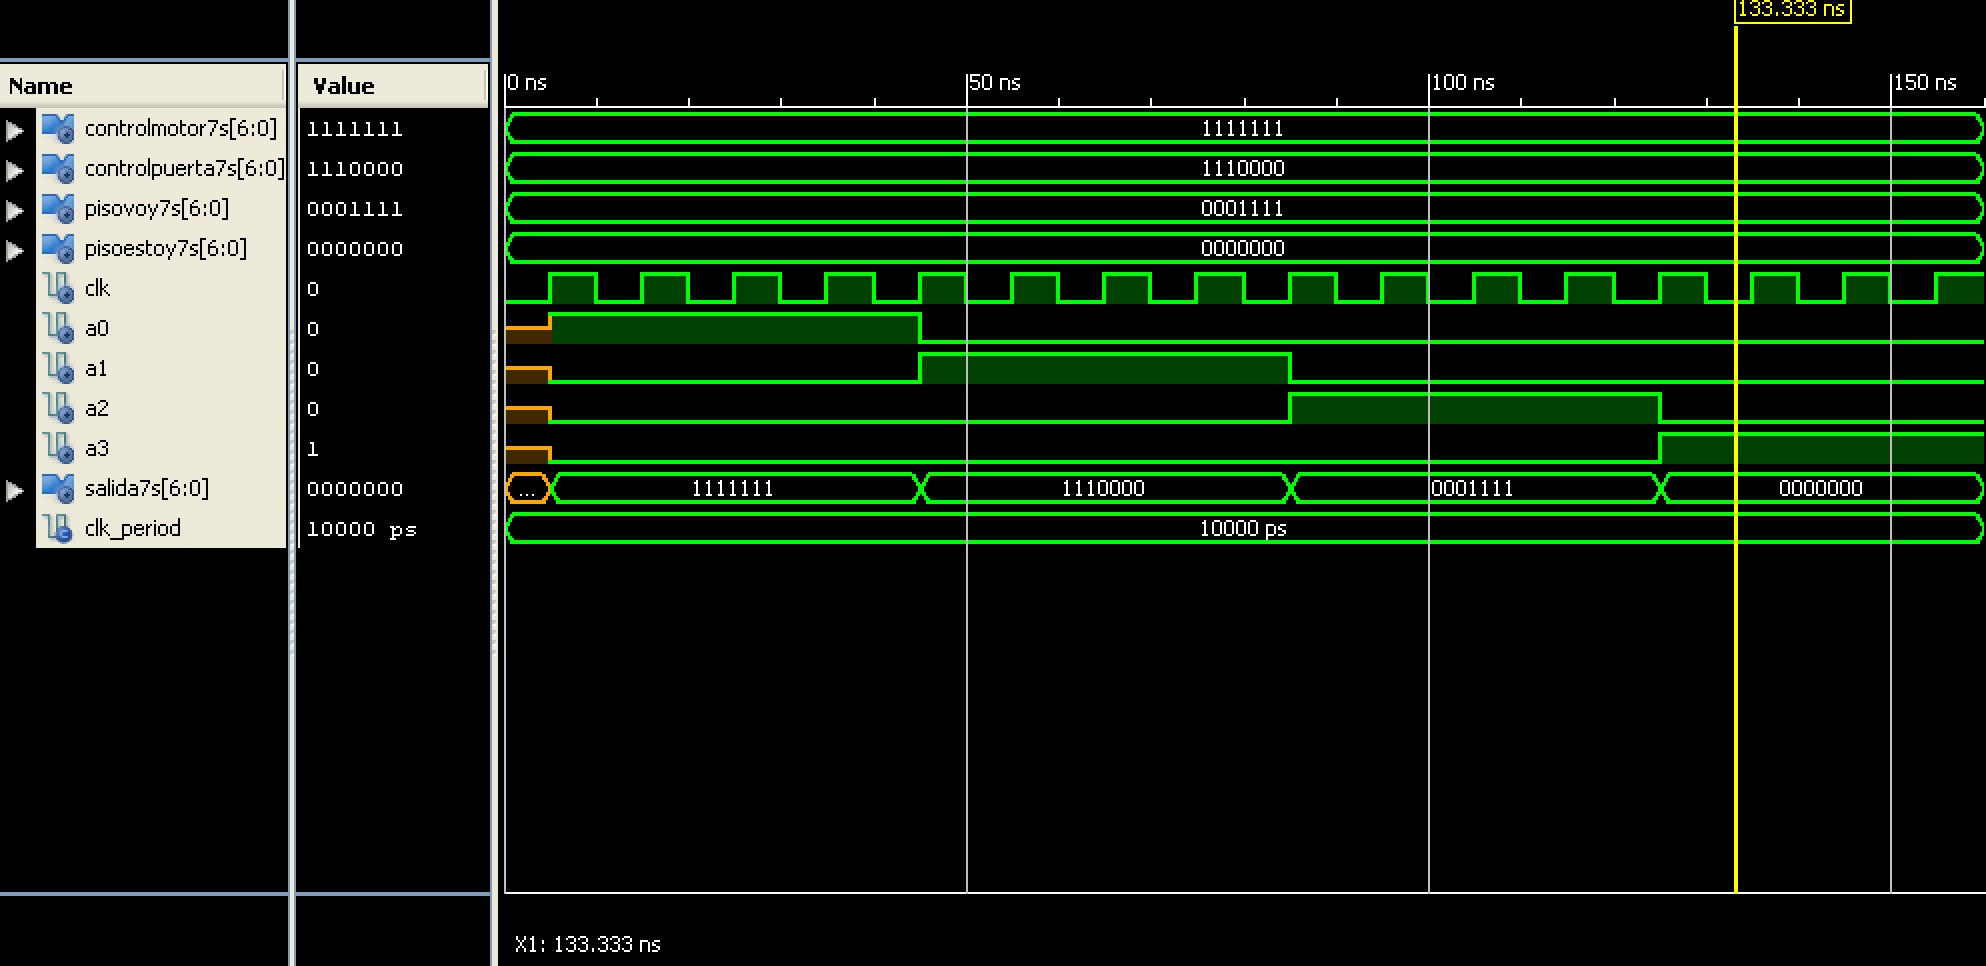 133.333 ns
Name Value 0 ns 50 ns 100 ns 150 ns
controlmotor7s[6:0] 1111111 1111111
controlpuerta7s[6:0] 1110000 1110000
pisovoy7s[6:0] 0001111 0001111
pisoestoy7s[6:0] 0000000 0000000
clk 0
a0 0
a1 0
a2 0
a3 1
salida7s[6:0] 0000000 ... 1111111 1110000 0001111 0000000
clk_period 10000 ps 10000 ps
X1: 133.333 ns